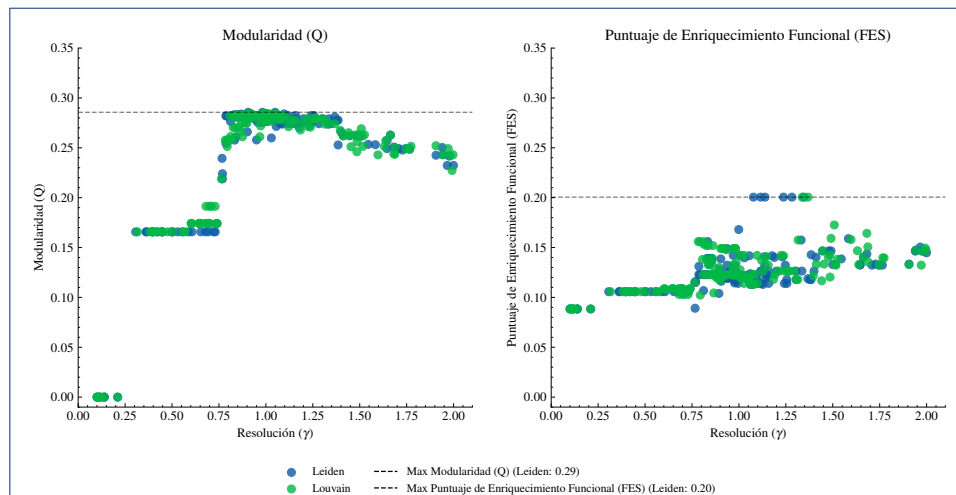 Modularidad (Q)
0.35
0.30
0.25
0.20
0.15
0.10
0.05
0.00
Modularidad (Q)
0.00 0.25 0.50 0.75 1.00 1.25 1.50 1.75 2.00
Resolución (γ)
Puntuaje de Enriquecimiento Funcional (FES)
0.35
0.30
0.25
0.20
0.15
0.10
0.05
0.00
Puntuaje de Enriquecimiento Funcional (FES)
0.00 0.25 0.50 0.75 1.00 1.25 1.50 1.75 2.00
Resolución (γ)
Leiden
Louvain
Max Modularidad (Q) (Leiden: 0.29)
Max Puntuaje de Enriquecimiento Funcional (FES) (Leiden: 0.20)